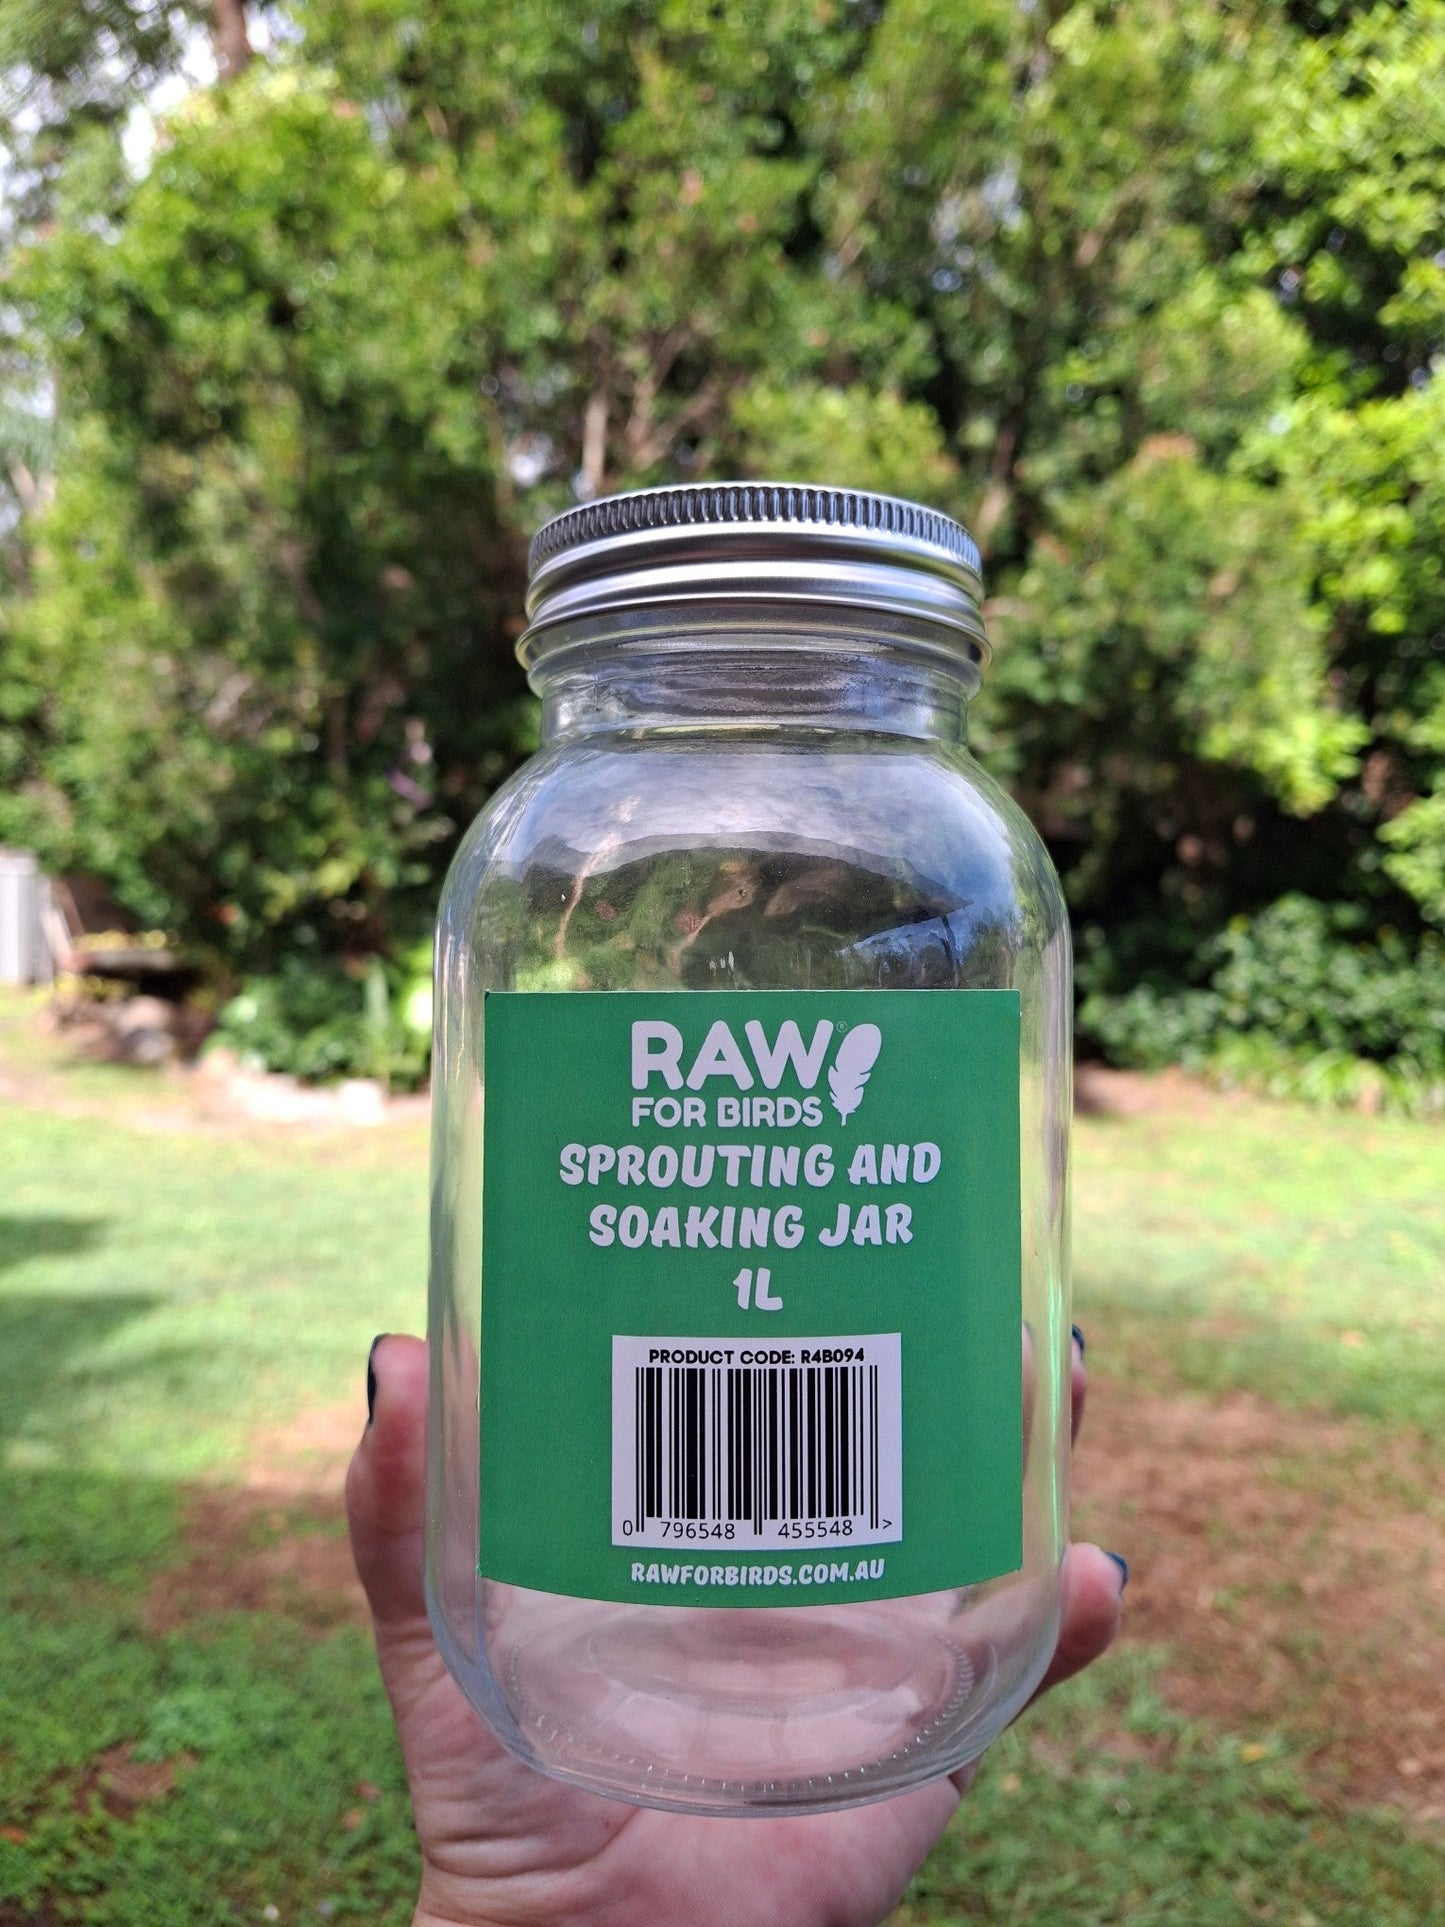 RAW®
FOR BIRDS
SPROUTING AND
SOAKING JAR
1L
PRODUCT CODE: R4B094
0 796548 455548 >
RAWFORBIRDS.COM.AU